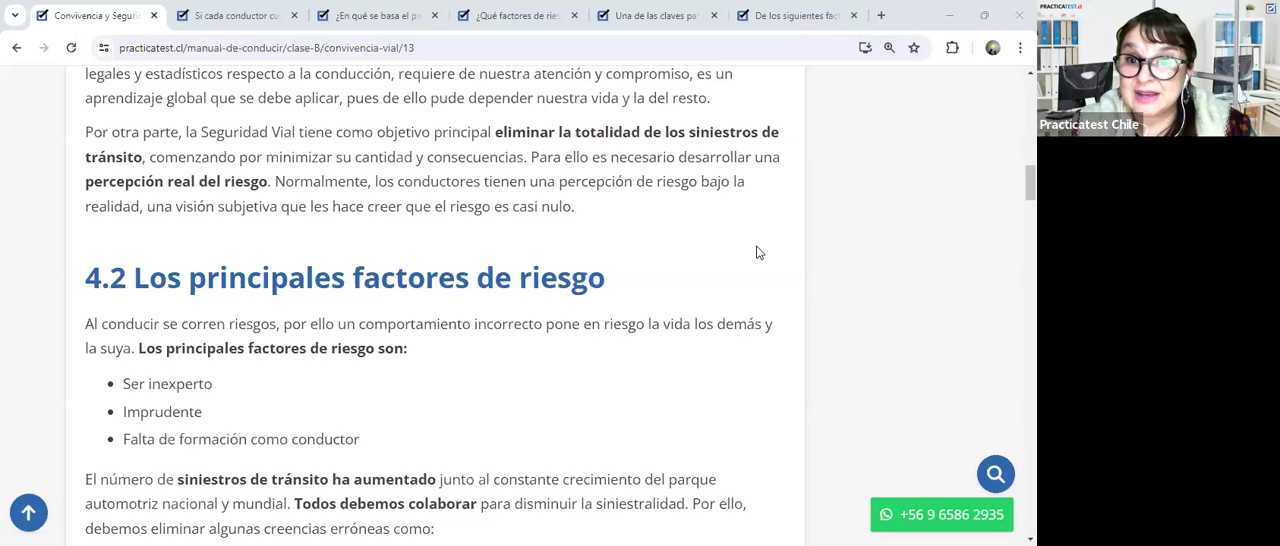 Convivencia y Segurid
Si cada conductor cu
¿En qué se basa el pr
¿Qué factores de ries
Una de las claves pa
De los siguientes fact
practicatest.cl/manual-de-conducir/clase-B/convivencia-vial/13
PRACTICATEST.cl
Practicatest Chile
legales y estadísticos respecto a la conducción, requiere de nuestra atención y compromiso, es un
aprendizaje global que se debe aplicar, pues de ello pude depender nuestra vida y la del resto.
Por otra parte, la Seguridad Vial tiene como objetivo principal eliminar la totalidad de los siniestros de
tránsito, comenzando por minimizar su cantidad y consecuencias. Para ello es necesario desarrollar una
percepción real del riesgo. Normalmente, los conductores tienen una percepción de riesgo bajo la
realidad, una visión subjetiva que les hace creer que el riesgo es casi nulo.
4.2 Los principales factores de riesgo
Al conducir se corren riesgos, por ello un comportamiento incorrecto pone en riesgo la vida los demás y
la suya. Los principales factores de riesgo son:
• Ser inexperto
• Imprudente
• Falta de formación como conductor
El número de siniestros de tránsito ha aumentado junto al constante crecimiento del parque
automotriz nacional y mundial. Todos debemos colaborar para disminuir la siniestralidad. Por ello,
debemos eliminar algunas creencias erróneas como:
+56 9 6586 2935